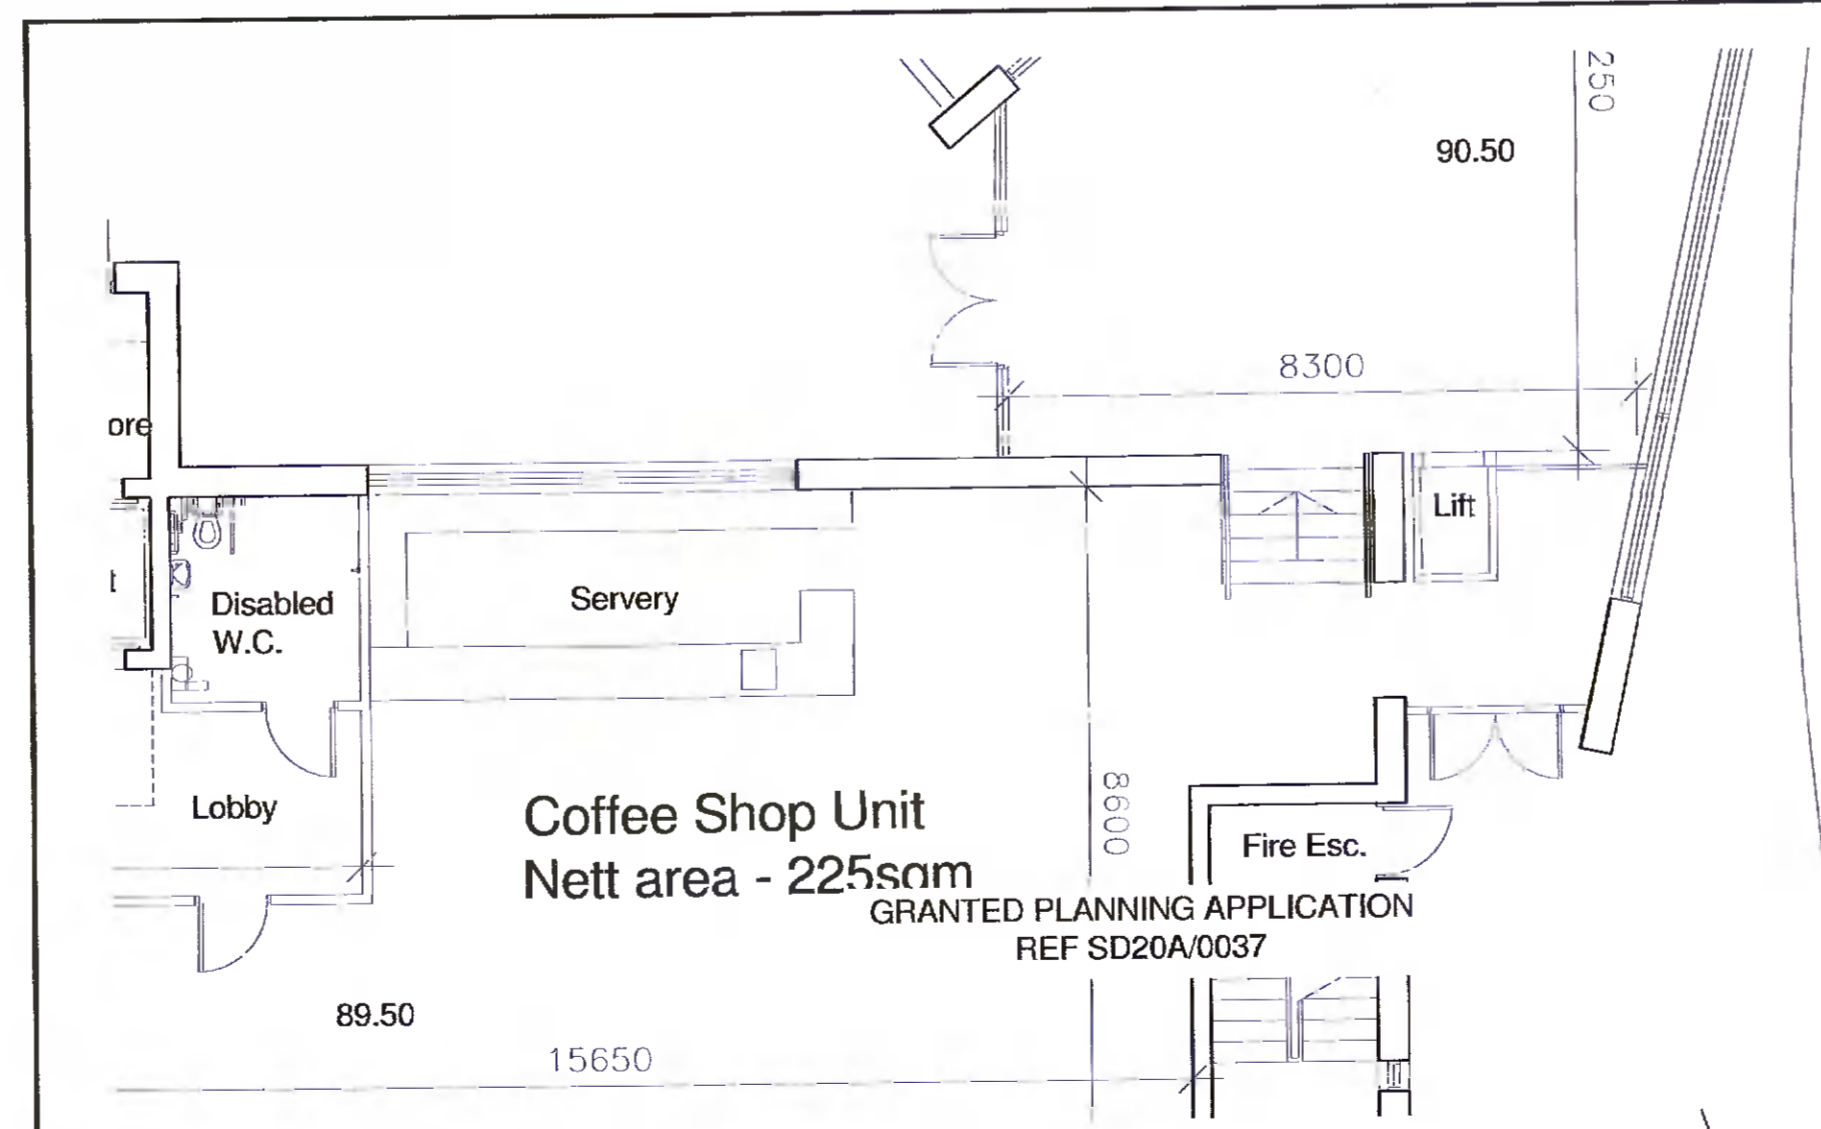 250
90.50
8300
ore
Lift
t
Disabled
W.C.
Servery
Coffee Shop Unit
Nett area - 225sqm
8600
Lobby
Fire Esc.
GRANTED PLANNING APPLICATION
REF SD20A/0037
89.50
15650